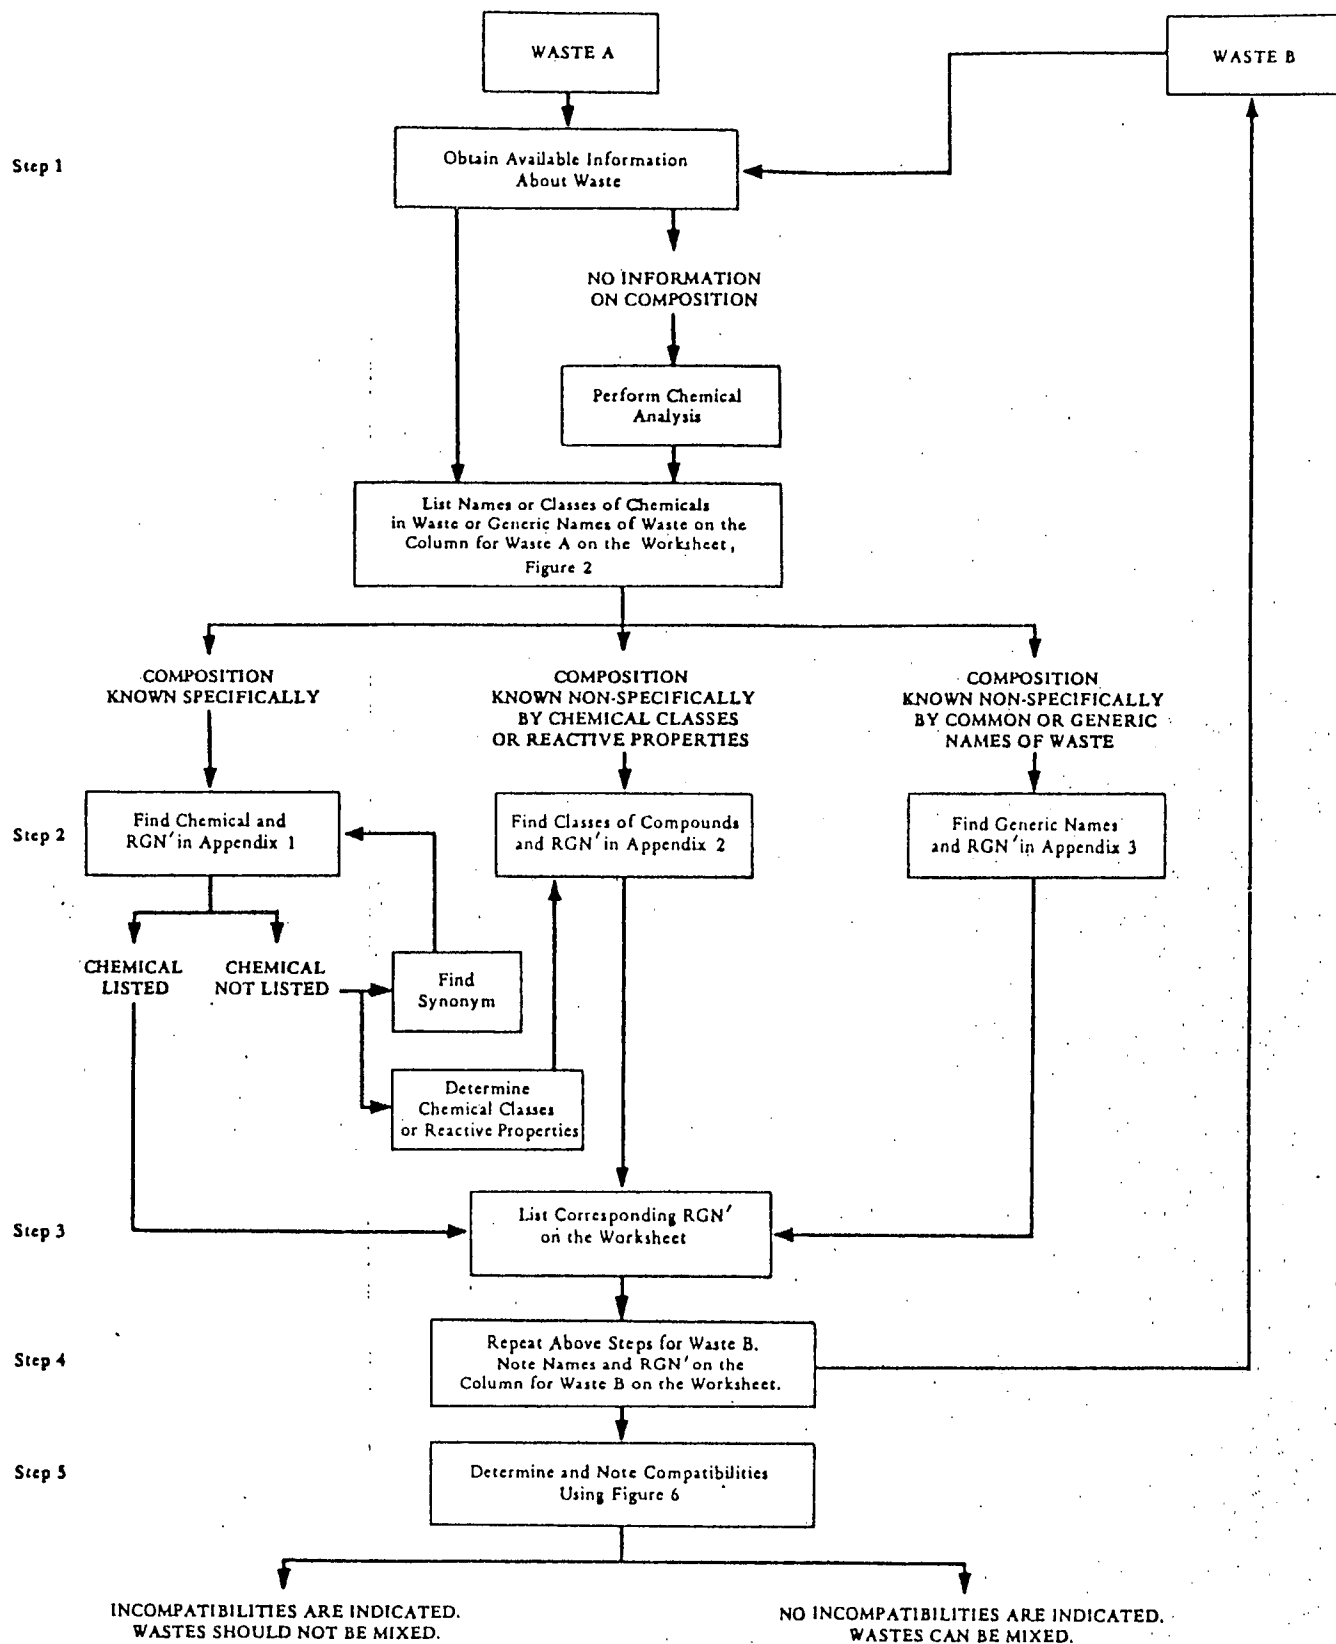 WASTE A
WASTE B
Step 1
Obtain Available Information
About Waste
NO INFORMATION
ON COMPOSITION
Perform Chemical
Analysis
List Names or Classes of Chemicals
in Waste or Generic Names of Waste on the
Column for Waste A on the Worksheet,
Figure 2
COMPOSITION
KNOWN SPECIFICALLY
COMPOSITION
KNOWN NON-SPECIFICALLY
BY CHEMICAL CLASSES
OR REACTIVE PROPERTIES
COMPOSITION
KNOWN NON-SPECIFICALLY
BY COMMON OR GENERIC
NAMES OF WASTE
Step 2
Find Chemical and
RGN' in Appendix 1
Find Classes of Compounds
and RGN' in Appendix 2
Find Generic Names
and RGN' in Appendix 3
CHEMICAL
LISTED
CHEMICAL
NOT LISTED
Find
Synonym
Determine
Chemical Classes
or Reactive Properties
Step 3
List Corresponding RGN'
on the Worksheet
Step 4
Repeat Above Steps for Waste B.
Note Names and RGN' on the
Column for Waste B on the Worksheet.
Step 5
Determine and Note Compatibilities
Using Figure 6
INCOMPATIBILITIES ARE INDICATED.
WASTES SHOULD NOT BE MIXED.
NO INCOMPATIBILITIES ARE INDICATED.
WASTES CAN BE MIXED.